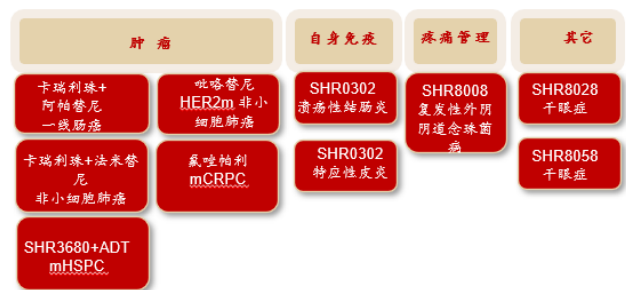 肿 瘤
自身免疫
疼痛管理
其它
卡瑞利珠+
阿帕替尼
一线肠癌
吡咯替尼
HER2m 非小
细胞肺癌
SHR0302
溃疡性结肠炎
SHR8008
复发性外阴
阴道念珠菌
病
SHR8028
干眼症
卡瑞利珠+法米替
尼
非小细胞肺癌
氟唑帕利
mCRPC
SHR0302
特应性皮炎
SHR8058
干眼症
SHR3680+ADT
mHSPC